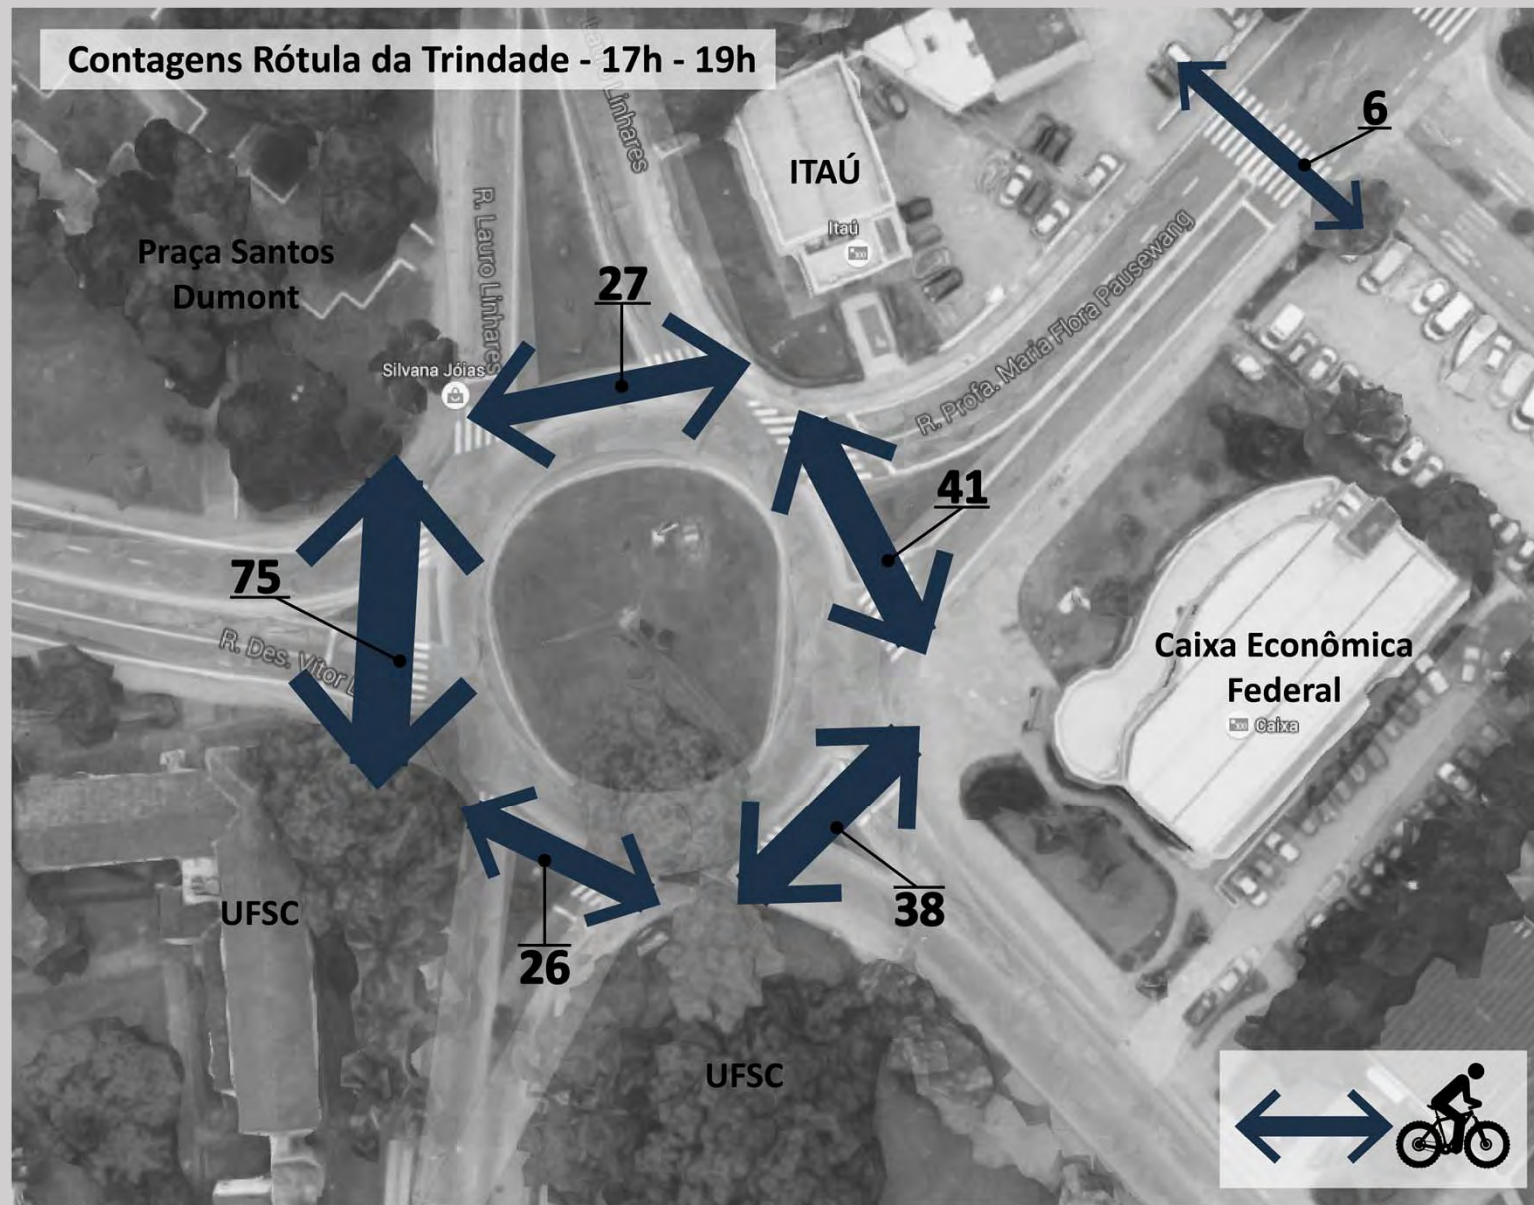 Contagens Rótula da Trindade - 17h - 19h
Linhares
6
ITAÚ
Itaú
R. Lauro Linhares
Praça Santos
Dumont
27
R. Profa. Maria Flora Pausewang
Silvana Jóias
41
75
R. Des. Vítor
Caixa Econômica
Federal
Caixa
38
UFSC
26
UFSC